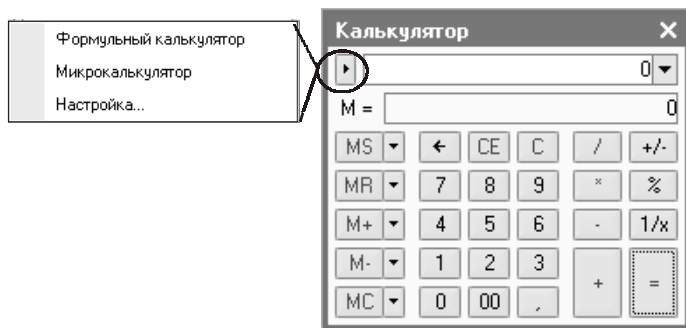 Формульный калькулятор
Микрокалькулятор
Настройка...
Калькулятор
0
M = 0
MS ← CE C / +/-
MR 7 8 9 * %
M+ 4 5 6 - 1/x
M- 1 2 3 + =
MC 0 00 ,